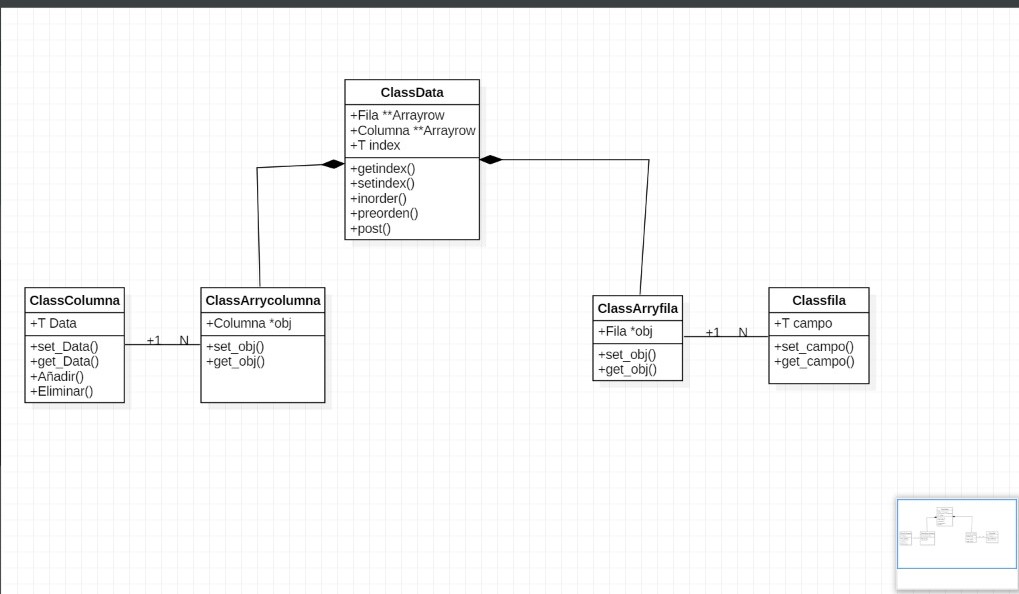 ClassData
+Fila **Arrayrow
+Columna **Arrayrow
+T index
+getindex()
+setindex()
+inorder()
+preorden()
+post()
ClassColumna
+T Data
+set_Data()
+get_Data()
+Añadir()
+Eliminar()
+1 N
ClassArrycolumna
+Columna *obj
+set_obj()
+get_obj()
ClassArryfila
+Fila *obj
+set_obj()
+get_obj()
+1 N
Classfila
+T campo
+set_campo()
+get_campo()